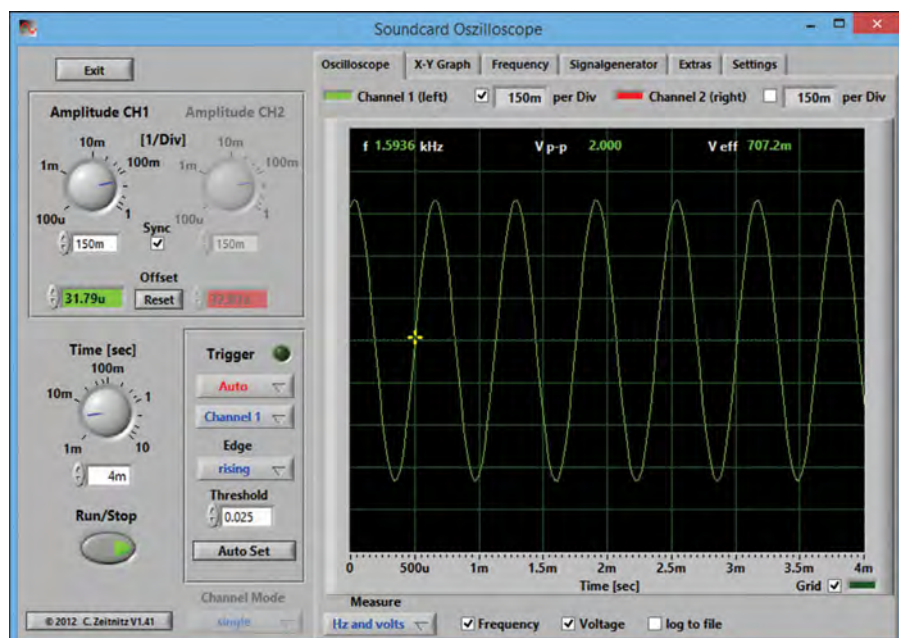 Soundcard Oszilloscope
Exit
Amplitude CH1
Amplitude CH2
[1/Div]
10m
100m
1m
100u
1
10m
100m
1m
100u
1
Sync
150m
150m
Offset
31.79u
Reset
Time [sec]
100m
10m
1
1m
10
4m
Run/Stop
Trigger
Auto
Channel 1
Edge
rising
Threshold
0.025
Auto Set
Channel Mode
single
© 2012 C. Zeitnitz V1.41
Oscilloscope X-Y Graph Frequency Signalgenerator Extras Settings
Channel 1 (left) 150m per Div Channel 2 (right) 150m per Div
f 1.5936 kHz V p-p 2.000 V eff 707.2m
0 500u 1m 1.5m 2m 2.5m 3m 3.5m 4m
Time [sec]
Grid
Measure
Hz and volts Frequency Voltage log to file